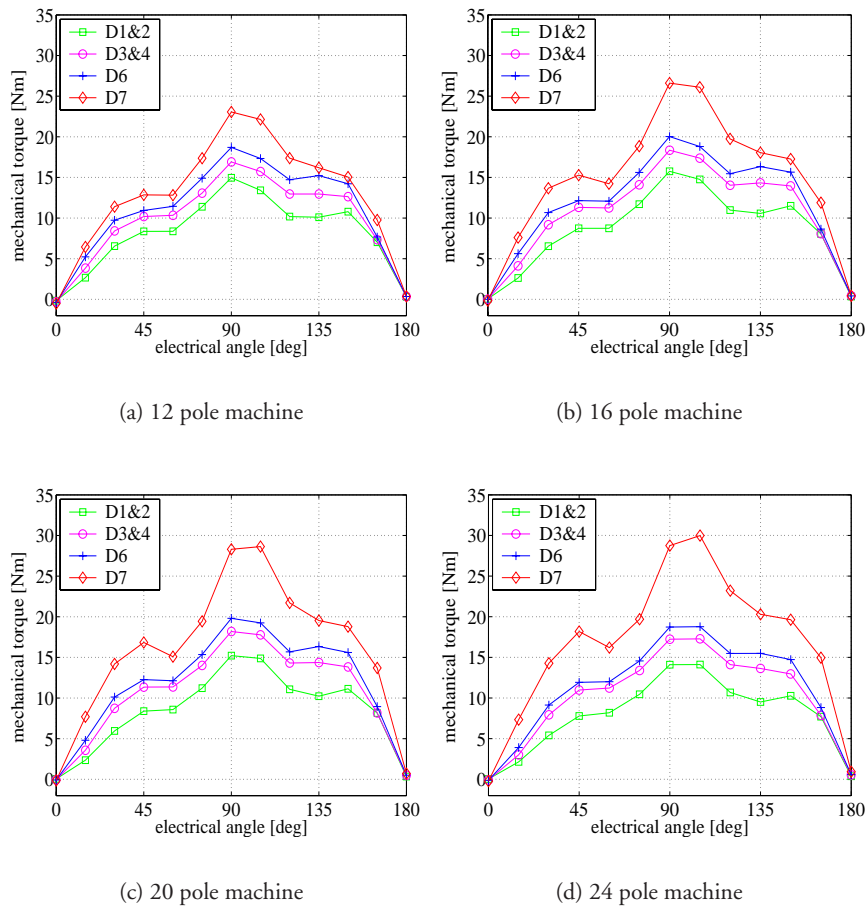 35
30
25
20
15
10
5
0
mechanical torque [Nm]
D1&2
D3&4
D6
D7
0 45 90 135 180
electrical angle [deg]
(a) 12 pole machine
35
30
25
20
15
10
5
0
mechanical torque [Nm]
D1&2
D3&4
D6
D7
0 45 90 135 180
electrical angle [deg]
(b) 16 pole machine
35
30
25
20
15
10
5
0
mechanical torque [Nm]
D1&2
D3&4
D6
D7
0 45 90 135 180
electrical angle [deg]
(c) 20 pole machine
35
30
25
20
15
10
5
0
mechanical torque [Nm]
D1&2
D3&4
D6
D7
0 45 90 135 180
electrical angle [deg]
(d) 24 pole machine